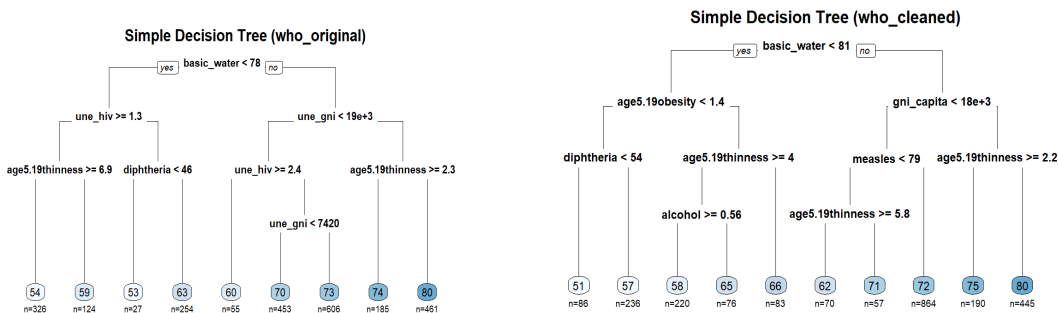 Simple Decision Tree (who_original)
yes basic_water < 78 no
une_hiv >= 1.3 une_gni < 19e+3
age5.19thinness >= 6.9 diphtheria < 46 une_hiv >= 2.4 age5.19thinness >= 2.3
une_gni < 7420
54 59 53 63 60 70 73 74 80
n=326 n=124 n=27 n=254 n=55 n=453 n=606 n=185 n=461
Simple Decision Tree (who_cleaned)
yes basic_water < 81 no
age5.19obesity < 1.4 gni_capita < 18e+3
diphtheria < 54 age5.19thinness >= 4 measles < 79 age5.19thinness >= 2.2
alcohol >= 0.56 age5.19thinness >= 5.8
51 57 58 65 66 62 71 72 75 80
n=86 n=236 n=220 n=76 n=83 n=70 n=57 n=864 n=190 n=445